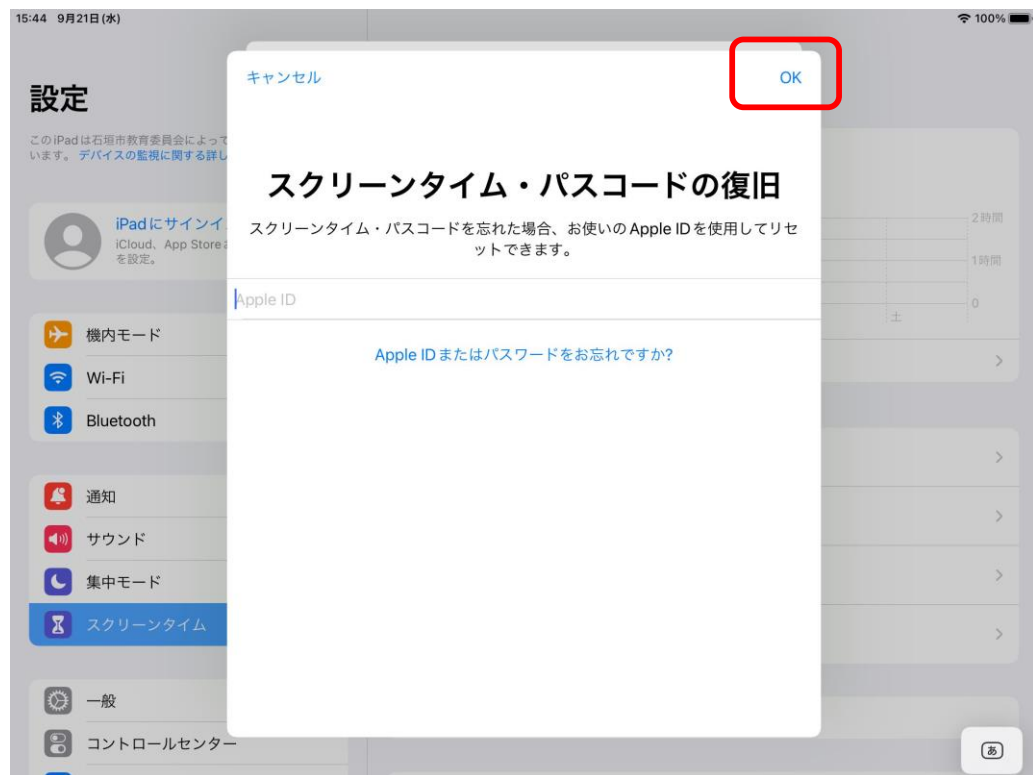 15:44 9月21日(水)
100%
設定
このiPadは石垣市教育委員会によって
います。デバイスの監視に関する詳し
iPadにサインイ
iCloud、App Store
を設定。
機内モード
Wi-Fi
Bluetooth
通知
サウンド
集中モード
スクリーンタイム
一般
コントロールセンター
キャンセル
OK
スクリーンタイム・パスコードの復旧
スクリーンタイム・パスコードを忘れた場合、お使いのApple IDを使用してリセ
ットできます。
Apple ID
Apple IDまたはパスワードをお忘れですか?
2時間
1時間
0
土
あ